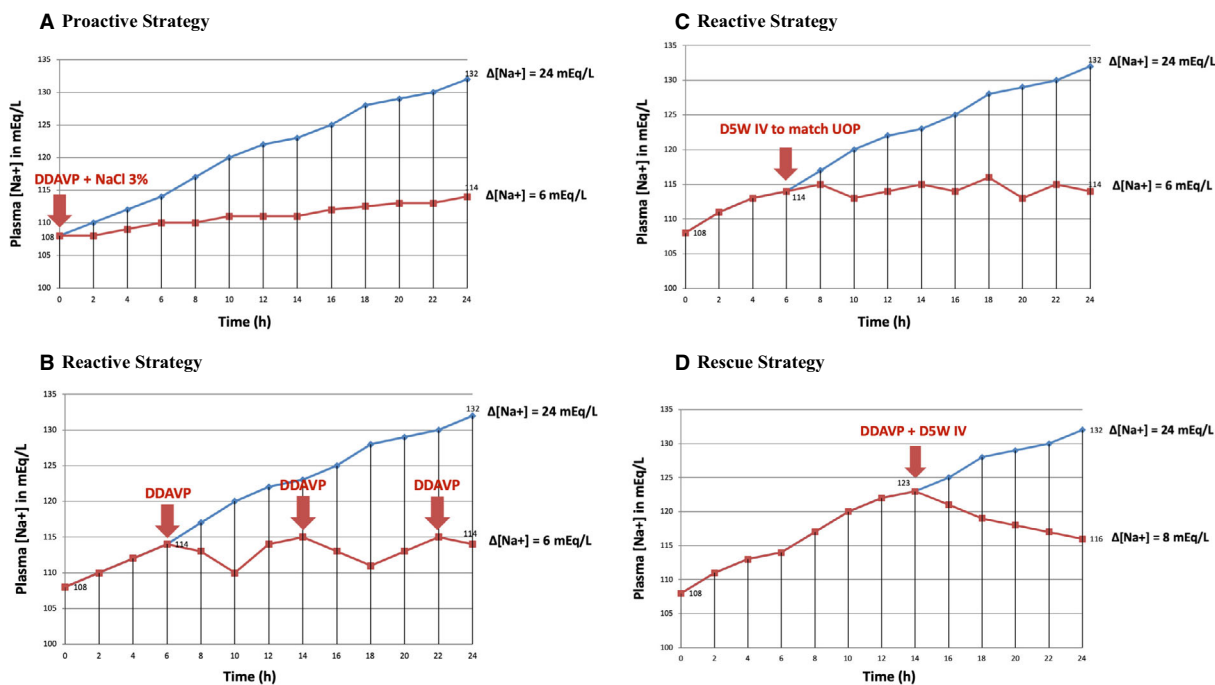 A Proactive Strategy
Plasma [Na+] in mEq/L
135
130
125
120
115
110
105
100
0 2 4 6 8 10 12 14 16 18 20 22 24
Time (h)
DDAVP + NaCl 3%
108
132
Δ[Na+] = 24 mEq/L
114
Δ[Na+] = 6 mEq/L
C Reactive Strategy
Plasma [Na+] in mEq/L
135
130
125
120
115
110
105
100
0 2 4 6 8 10 12 14 16 18 20 22 24
Time (h)
D5W IV to match UOP
108
114
132
Δ[Na+] = 24 mEq/L
114
Δ[Na+] = 6 mEq/L
B Reactive Strategy
Plasma [Na+] in mEq/L
135
130
125
120
115
110
105
100
0 2 4 6 8 10 12 14 16 18 20 22 24
Time (h)
DDAVP
DDAVP
DDAVP
108
114
132
Δ[Na+] = 24 mEq/L
114
Δ[Na+] = 6 mEq/L
D Rescue Strategy
Plasma [Na+] in mEq/L
135
130
125
120
115
110
105
100
0 2 4 6 8 10 12 14 16 18 20 22 24
Time (h)
DDAVP + D5W IV
108
123
132
Δ[Na+] = 24 mEq/L
116
Δ[Na+] = 8 mEq/L